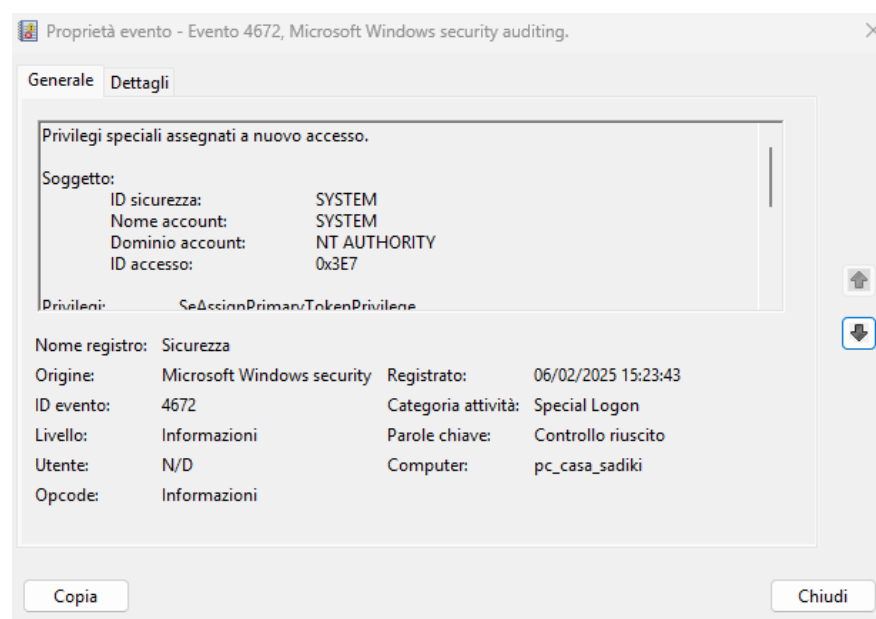 Proprietà evento - Evento 4672, Microsoft Windows security auditing.
Generale Dettagli
Privilegi speciali assegnati a nuovo accesso.
Soggetto:
ID sicurezza: SYSTEM
Nome account: SYSTEM
Dominio account: NT AUTHORITY
ID accesso: 0x3E7
Privilegi: SeAssignPrimaryTokenPrivilege
Nome registro: Sicurezza
Origine: Microsoft Windows security Registrato: 06/02/2025 15:23:43
ID evento: 4672 Categoria attività: Special Logon
Livello: Informazioni Parole chiave: Controllo riuscito
Utente: N/D Computer: pc_casa_sadiki
Opcode: Informazioni
Copia Chiudi